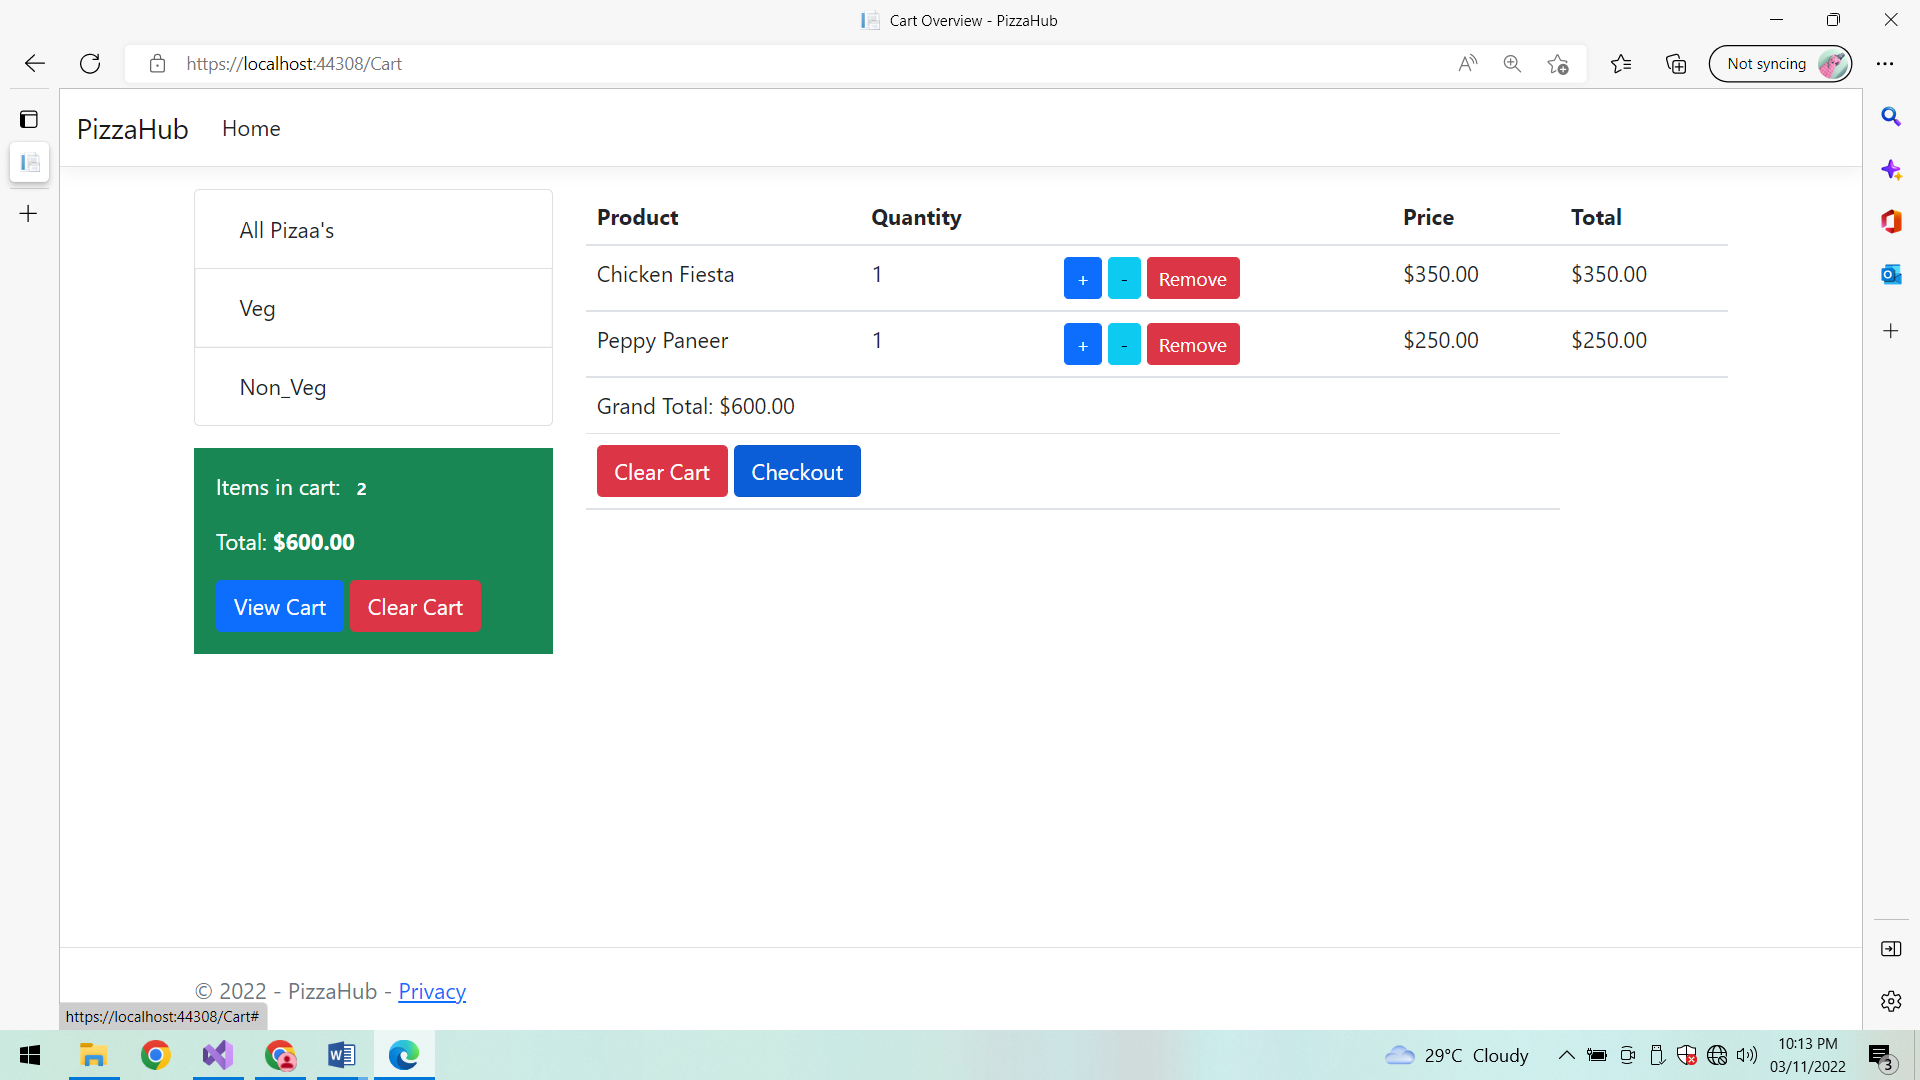 Cart Overview - PizzaHub
https://localhost:44308/Cart
Not syncing
PizzaHub Home
All Pizaa's
Veg
Non_Veg
Items in cart: 2
Total: $600.00
View Cart Clear Cart
Product Quantity Price Total
Chicken Fiesta 1 + - Remove $350.00 $350.00
Peppy Paneer 1 + - Remove $250.00 $250.00
Grand Total: $600.00
Clear Cart Checkout
© 2022 - PizzaHub - Privacy
https://localhost:44308/Cart#
29°C Cloudy
10:13 PM
03/11/2022
3